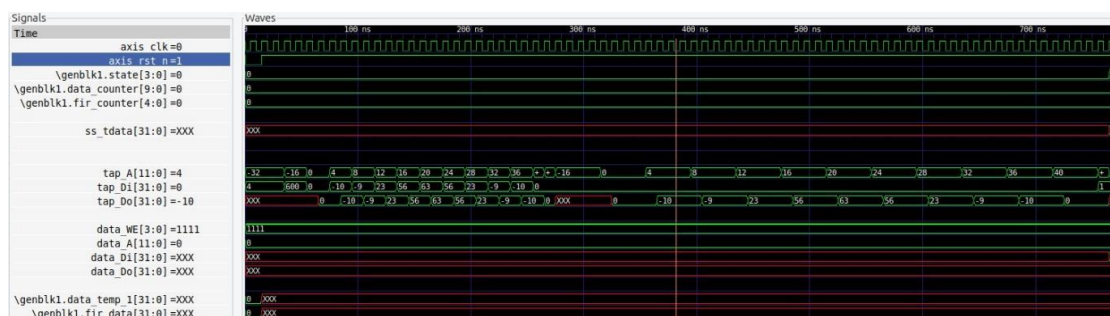 Signals Waves
Time 100 ns 200 ns 300 ns 400 ns 500 ns 600 ns 700 ns
axis_clk=0
axis_rst_n=1
\genblk1.state[3:0]=0 0
\genblk1.data_counter[9:0]=0 0
\genblk1.fir_counter[4:0]=0 0
ss_tdata[31:0]=XXX XXX
tap_A[11:0]=4 -32 -16 0 4 8 12 16 20 24 28 32 36 + + -16 0 4 8 12 16 20 24 28 32 36 40 +
tap_Di[31:0]=0 4 600 0 -10 -9 23 56 63 56 23 -9 -10 0 1
tap_Do[31:0]=-10 XXX 0 -10 -9 23 56 63 56 23 -9 -10 0 XXX 0 -10 -9 23 56 63 56 23 -9 -10 0
data_WE[3:0]=1111 1111
data_A[11:0]=0 0
data_Di[31:0]=XXX XXX
data_Do[31:0]=XXX XXX
\genblk1.data_temp_1[31:0]=XXX 0 XXX
\genblk1.fir_data[31:0]=XXX 0 XXX